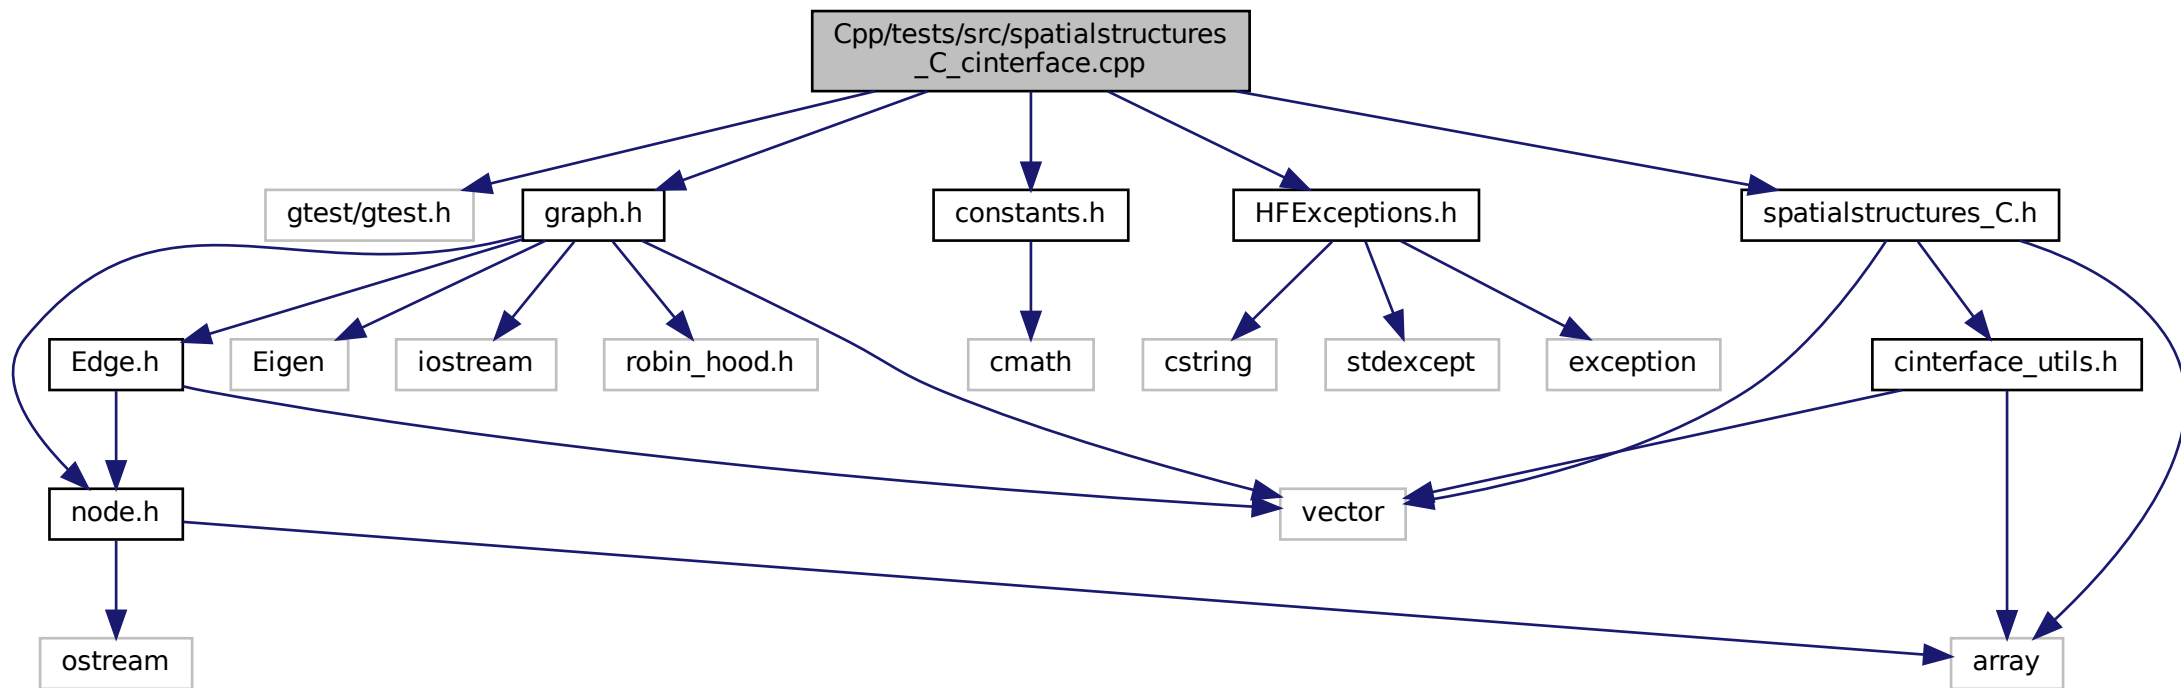 Cpp/tests/src/spatialstructures
_C_cinterface.cpp
gtest/gtest.h
graph.h
constants.h
HFExceptions.h
spatialstructures_C.h
Edge.h
Eigen
iostream
robin_hood.h
cmath
cstring
stdexcept
exception
cinterface_utils.h
node.h
vector
ostream
array